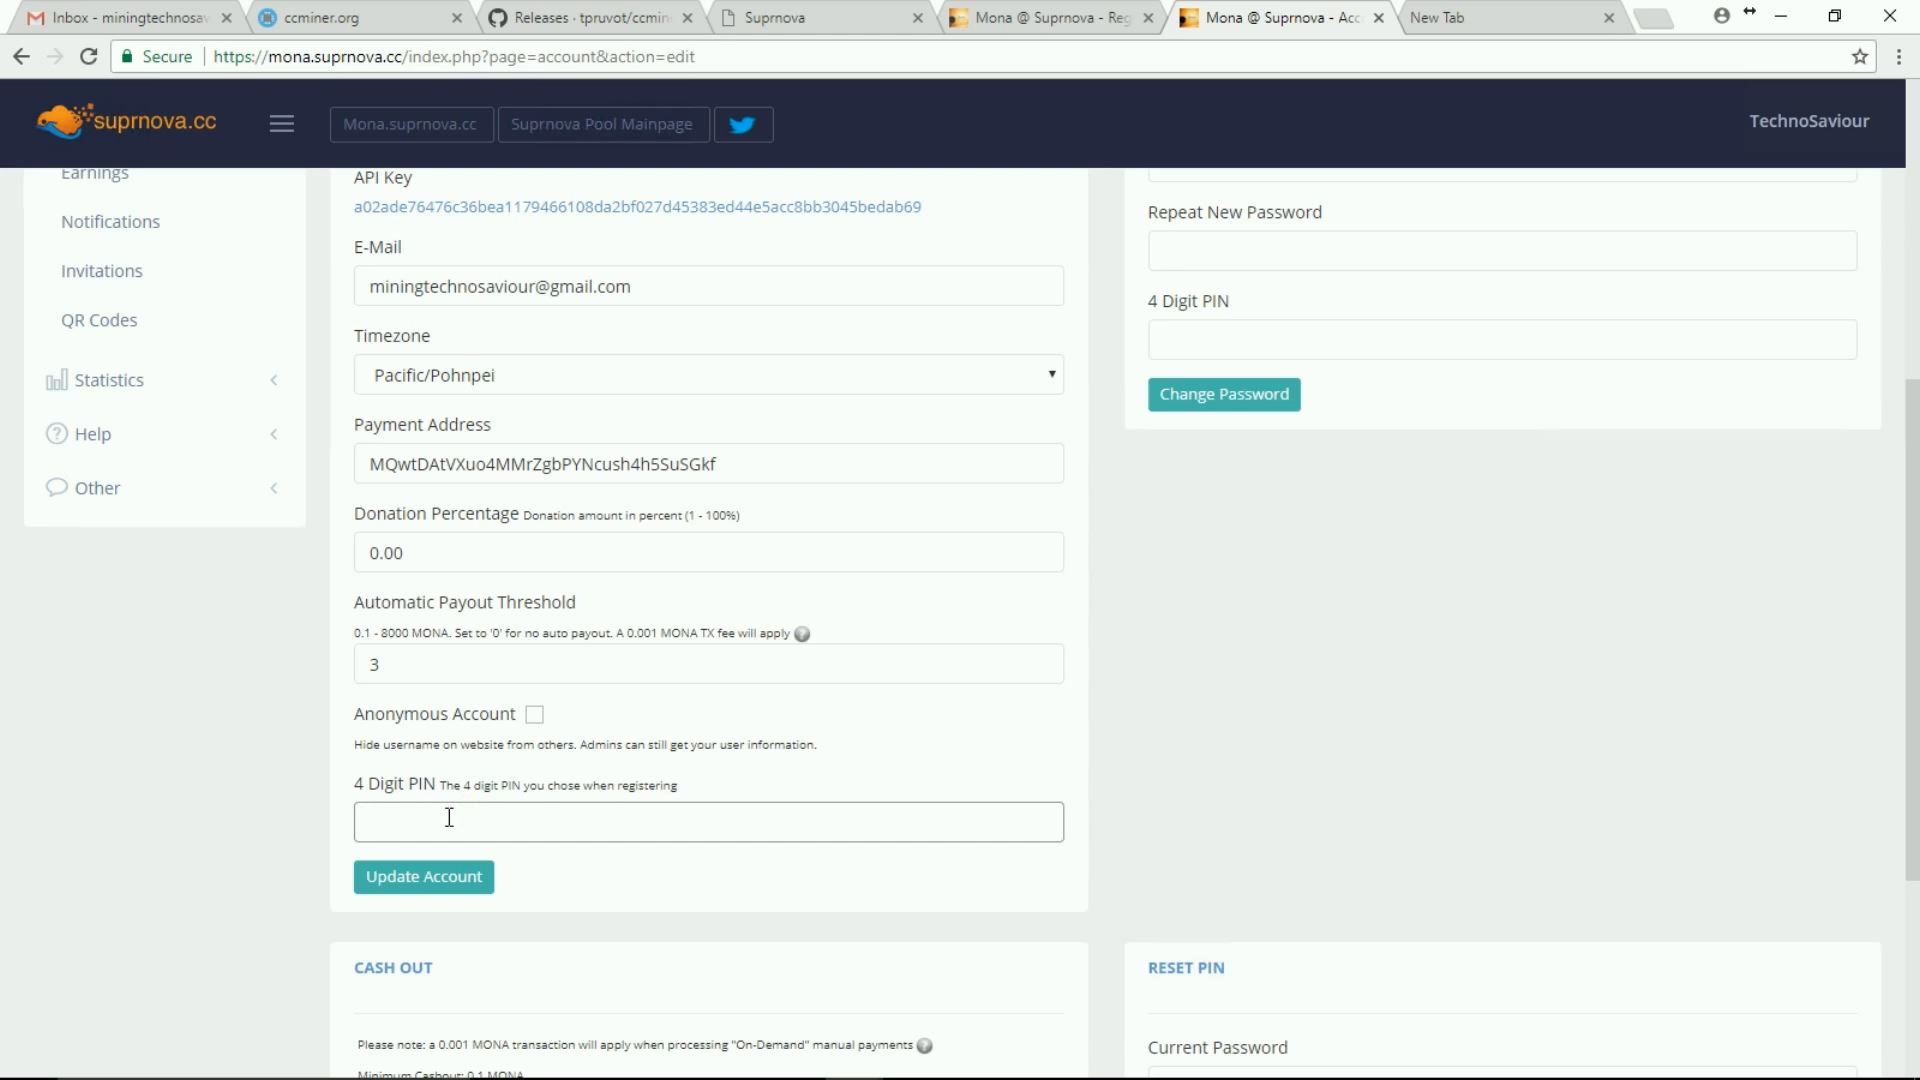 Inbox - miningtechnosav
ccminer.org
Releases · tpruvot/ccmin
Suprnova
Mona @ Suprnova - Reg
Mona @ Suprnova - Acc
New Tab
Secure
https://mona.suprnova.cc/index.php?page=account&action=edit
suprnova.cc
Mona.suprnova.cc
Suprnova Pool Mainpage
TechnoSaviour
Earnings
Notifications
Invitations
QR Codes
Statistics
Help
Other
API Key
a02ade76476c36bea1179466108da2bf027d45383ed44e5acc8bb3045bedab69
E-Mail
miningtechnosaviour@gmail.com
Timezone
Pacific/Pohnpei
Payment Address
MQwtDAtVXuo4MMrZgbPYNcush4h5SuSGkf
Donation Percentage Donation amount in percent (1 - 100%)
0.00
Automatic Payout Threshold
0.1 - 8000 MONA. Set to '0' for no auto payout. A 0.001 MONA TX fee will apply
3
Anonymous Account
Hide username on website from others. Admins can still get your user information.
4 Digit PIN The 4 digit PIN you chose when registering
Update Account
Repeat New Password
4 Digit PIN
Change Password
CASH OUT
Please note: a 0.001 MONA transaction will apply when processing "On-Demand" manual payments
Minimum Cashout: 0.1 MONA
RESET PIN
Current Password